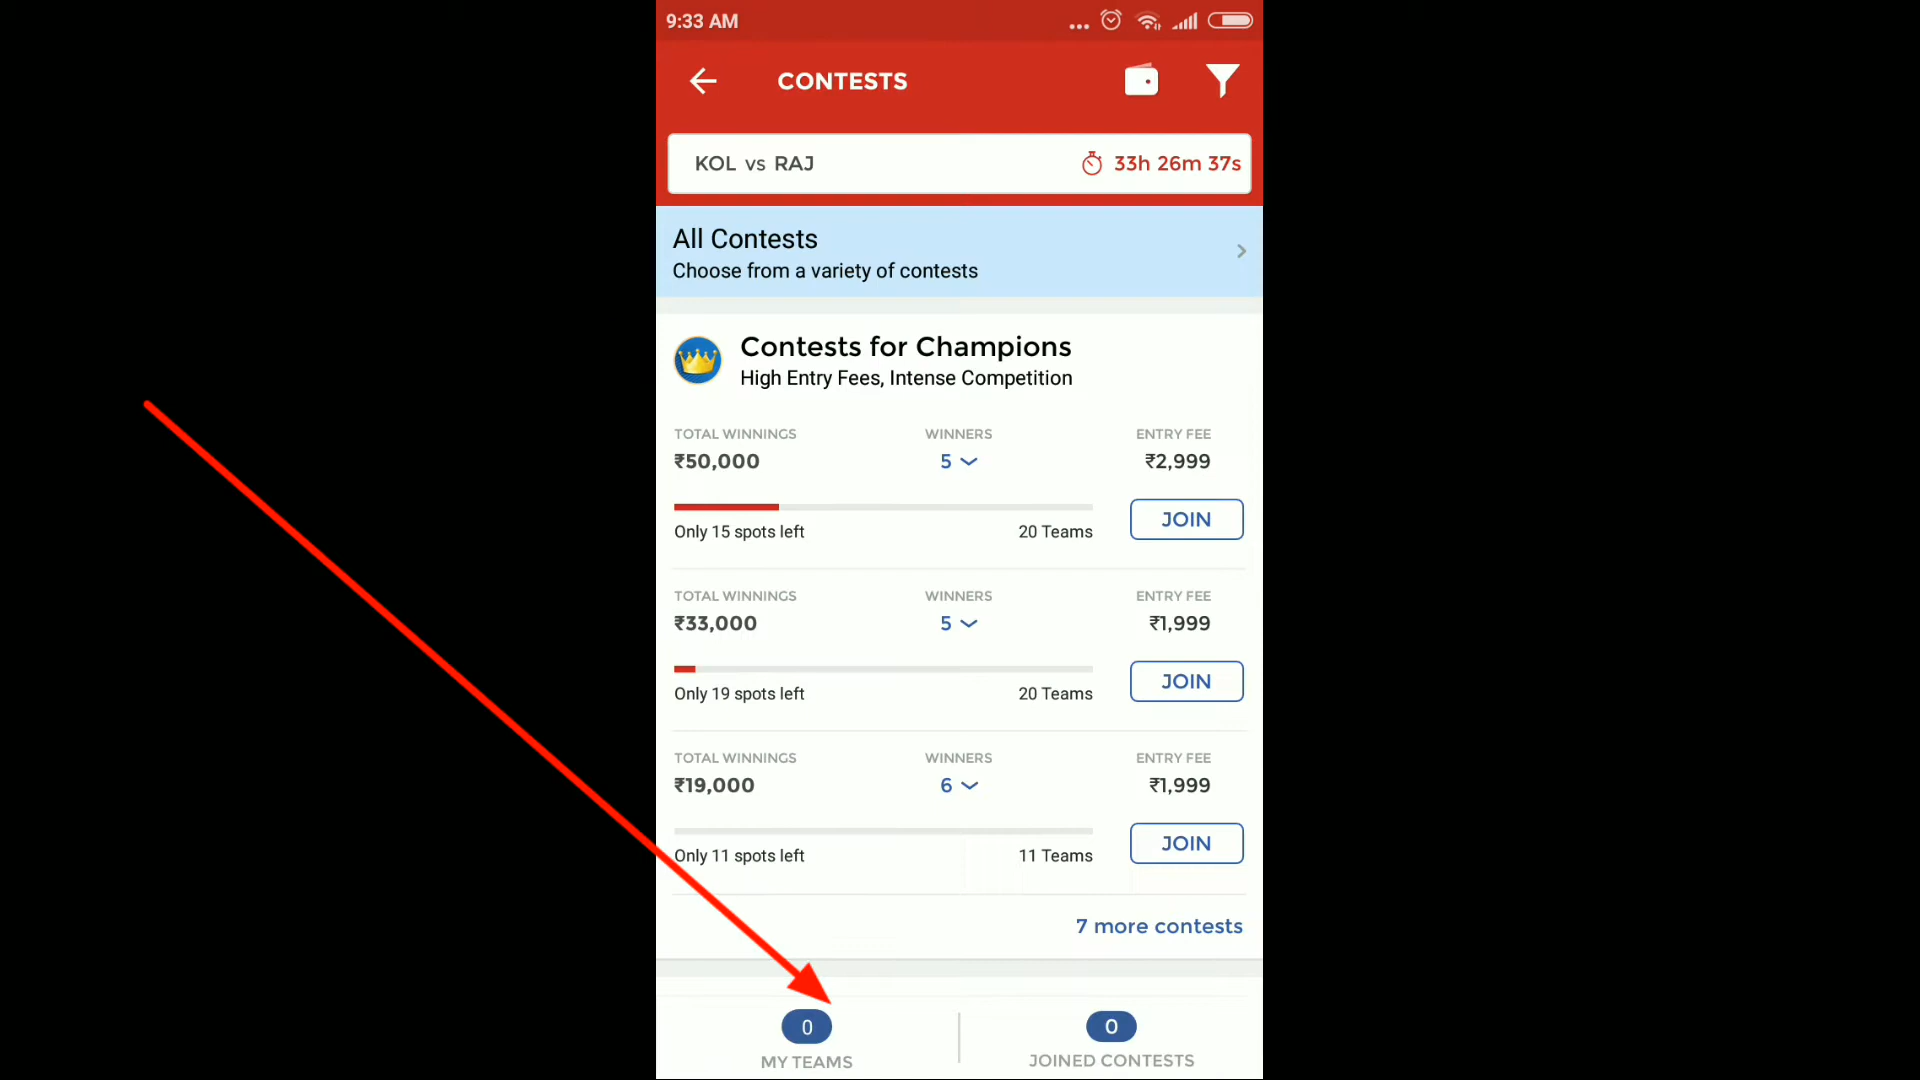 9:33 AM
CONTESTS
KOL vs RAJ
33h 26m 37s
All Contests
Choose from a variety of contests
Contests for Champions
High Entry Fees, Intense Competition
TOTAL WINNINGS WINNERS ENTRY FEE
₹50,000 5 ₹2,999
JOIN
Only 15 spots left 20 Teams
TOTAL WINNINGS WINNERS ENTRY FEE
₹33,000 5 ₹1,999
JOIN
Only 19 spots left 20 Teams
TOTAL WINNINGS WINNERS ENTRY FEE
₹19,000 6 ₹1,999
JOIN
Only 11 spots left 11 Teams
7 more contests
0 0
MY TEAMS JOINED CONTESTS